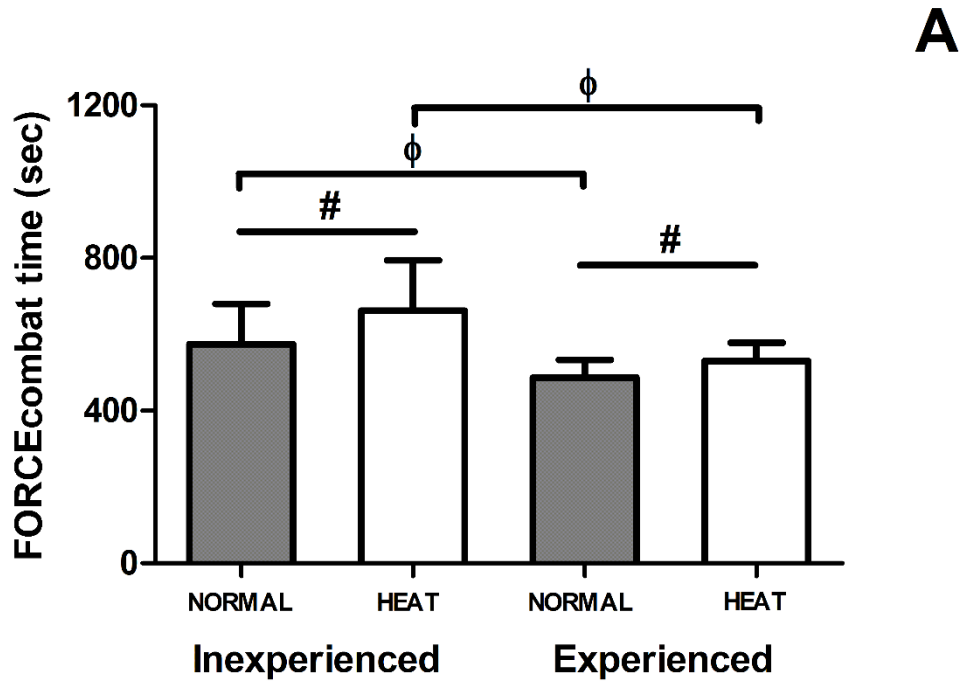 A
FORCEcombat time (sec)
1200
800
400
0
ϕ
ϕ
#
#
NORMAL HEAT NORMAL HEAT
Inexperienced Experienced